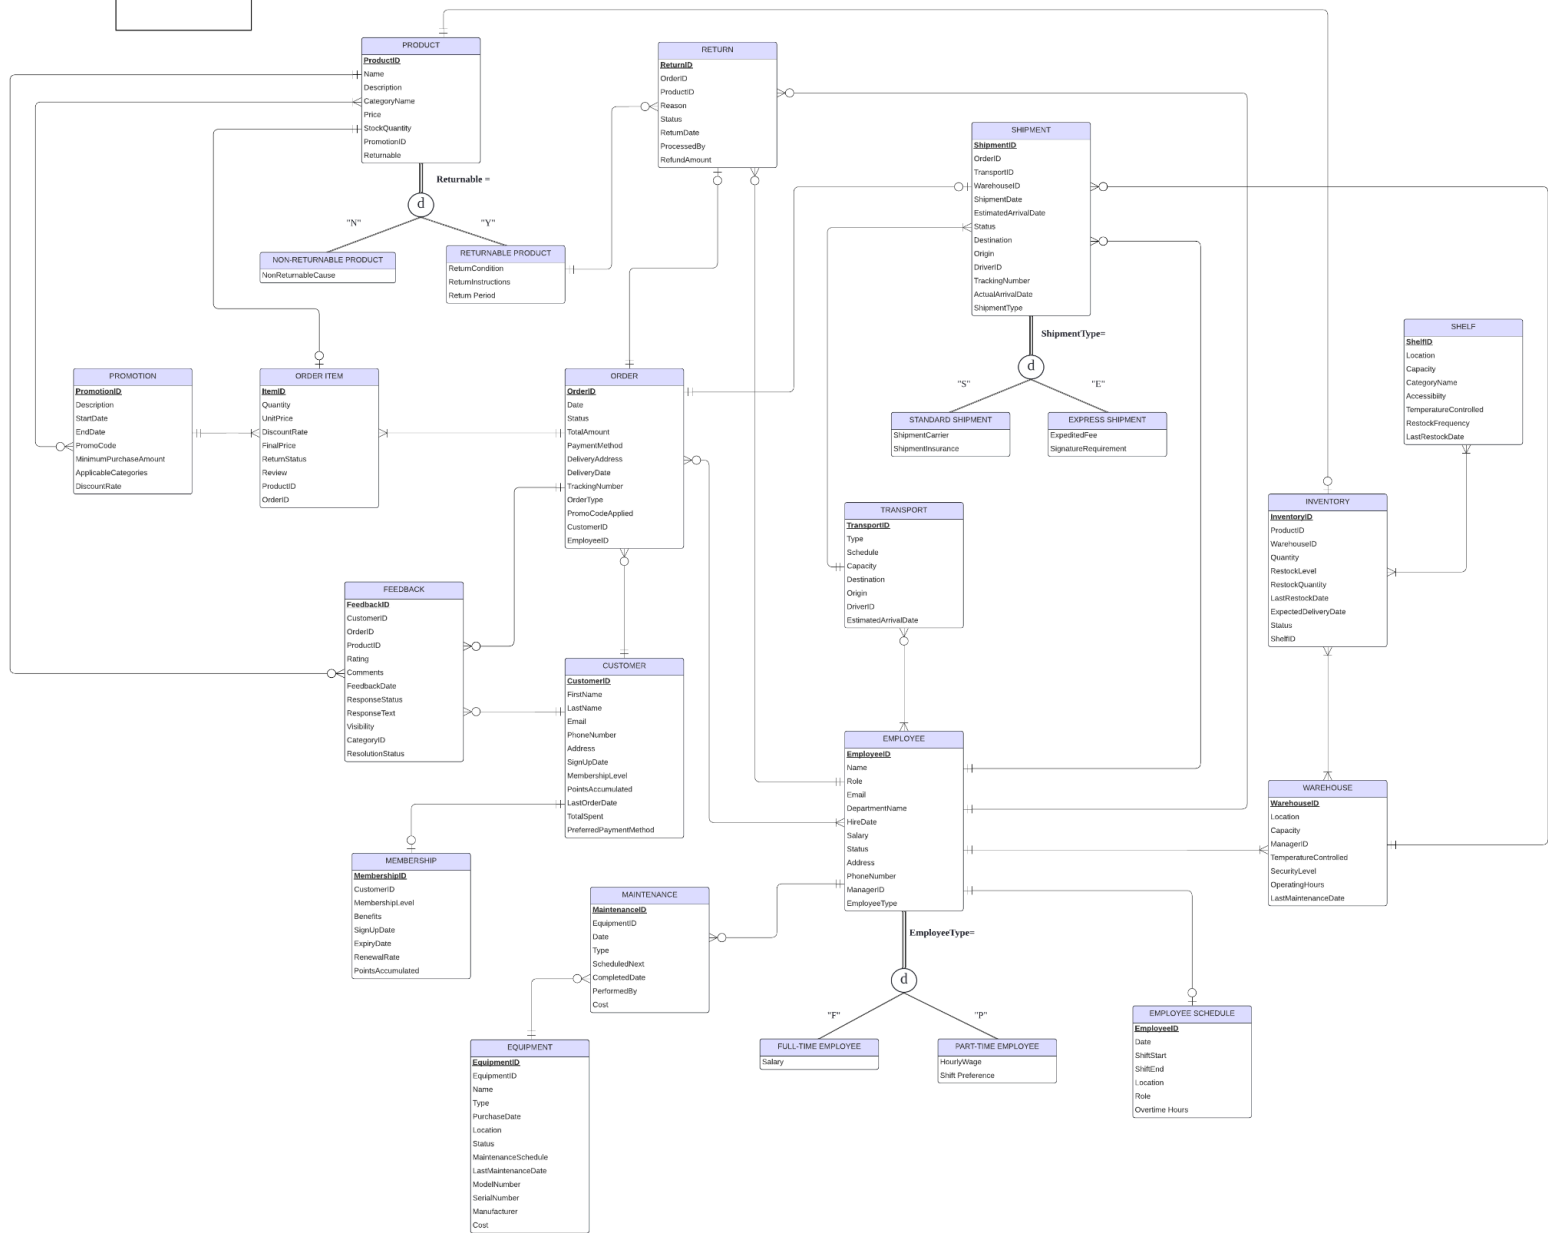 PRODUCT
ProductID
Name
Description
CategoryName
Price
StockQuantity
PromotionID
Returnable
Returnable =
d
"N"
"Y"
NON-RETURNABLE PRODUCT
NonReturnableCause
RETURNABLE PRODUCT
ReturnCondition
ReturnInstructions
Return Period
RETURN
ReturnID
OrderID
ProductID
Reason
Status
ReturnDate
ProcessedBy
RefundAmount
SHIPMENT
ShipmentID
OrderID
TransportID
WarehouseID
ShipmentDate
EstimatedArrivalDate
Status
Destination
Origin
DriverID
TrackingNumber
ActualArrivalDate
ShipmentType
ShipmentType=
d
"S"
"E"
STANDARD SHIPMENT
ShipmentCarrier
ShipmentInsurance
EXPRESS SHIPMENT
ExpeditedFee
SignatureRequirement
SHELF
ShelfID
Location
Capacity
CategoryName
Accessibiity
TemperatureControlled
RestockFrequency
LastRestockDate
PROMOTION
PromotionID
Description
StartDate
EndDate
PromoCode
MinimumPurchaseAmount
ApplicableCategories
DiscountRate
ORDER ITEM
ItemID
Quantity
UnitPrice
DiscountRate
FinalPrice
ReturnStatus
Review
ProductID
OrderID
ORDER
OrderID
Date
Status
TotalAmount
PaymentMethod
DeliveryAddress
DeliveryDate
TrackingNumber
OrderType
PromoCodeApplied
CustomerID
EmployeeID
TRANSPORT
TransportID
Type
Schedule
Capacity
Destination
Origin
DriverID
EstimatedArrivalDate
INVENTORY
InventoryID
ProductID
WarehouseID
Quantity
RestockLevel
RestockQuantity
LastRestockDate
ExpectedDeliveryDate
Status
ShelfID
FEEDBACK
FeedbackID
CustomerID
OrderID
ProductID
Rating
Comments
FeedbackDate
ResponseStatus
ResponseText
Visibility
CategoryID
ResolutionStatus
CUSTOMER
CustomerID
FirstName
LastName
Email
PhoneNumber
Address
SignUpDate
MembershipLevel
PointsAccumulated
LastOrderDate
TotalSpent
PreferredPaymentMethod
EMPLOYEE
EmployeeID
Name
Role
Email
DepartmentName
HireDate
Salary
Status
Address
PhoneNumber
ManagerID
EmployeeType
EmployeeType=
d
"F"
"P"
FULL-TIME EMPLOYEE
Salary
PART-TIME EMPLOYEE
HourlyWage
Shift Preference
WAREHOUSE
WarehouseID
Location
Capacity
ManagerID
TemperatureControlled
SecurityLevel
OperatingHours
LastMaintenanceDate
MEMBERSHIP
MembershipID
CustomerID
MembershipLevel
Benefits
SignUpDate
ExpiryDate
RenewalRate
PointsAccumulated
MAINTENANCE
MaintenanceID
EquipmentID
Date
Type
ScheduledNext
CompletedDate
PerformedBy
Cost
EMPLOYEE SCHEDULE
EmployeeID
Date
ShiftStart
ShiftEnd
Location
Role
Overtime Hours
EQUIPMENT
EquipmentID
EquipmentID
Name
Type
PurchaseDate
Location
Status
MaintenanceSchedule
LastMaintenanceDate
ModelNumber
SerialNumber
Manufacturer
Cost